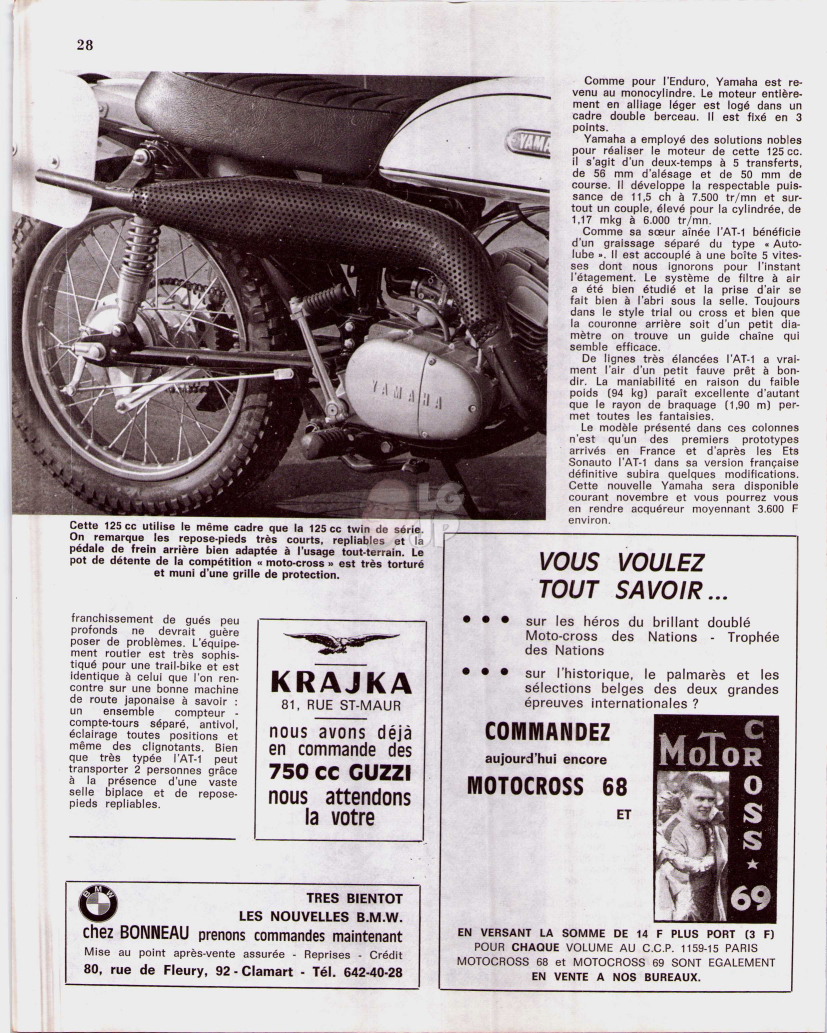 28
YAMA
YAMAHA
LG
UP
Comme pour l'Enduro, Yamaha est re-
venu au monocylindre. Le moteur entière-
ment en alliage léger est logé dans un
cadre double berceau. Il est fixé en 3
points.
Yamaha a employé des solutions nobles
pour réaliser le moteur de cette 125 cc.
il s'agit d'un deux-temps à 5 transferts,
de 56 mm d'alésage et de 50 mm de
course. Il développe la respectable puis-
sance de 11,5 ch à 7.500 tr/mn et sur-
tout un couple, élevé pour la cylindrée, de
1,17 mkg à 6.000 tr/mn.
Comme sa sœur aînée l'AT-1 bénéficie
d'un graissage séparé du type « Auto-
lube ». Il est accouplé à une boîte 5 vites-
ses dont nous ignorons pour l'instant
l'étagement. Le système de filtre à air
a été bien étudié et la prise d'air se
fait bien à l'abri sous la selle. Toujours
dans le style trial ou cross et bien que
la couronne arrière soit d'un petit dia-
mètre on trouve un guide chaîne qui
semble efficace.
De lignes très élancées l'AT-1 a vrai-
ment l'air d'un petit fauve prêt à bon-
dir. La maniabilité en raison du faible
poids (94 kg) paraît excellente d'autant
que le rayon de braquage (1,90 m) per-
met toutes les fantaisies.
Le modèle présenté dans ces colonnes
n'est qu'un des premiers prototypes
arrivés en France et d'après les Ets
Sonauto l'AT-1 dans sa version française
définitive subira quelques modifications.
Cette nouvelle Yamaha sera disponible
courant novembre et vous pourrez vous
en rendre acquéreur moyennant 3.600 F
environ.
Cette 125 cc utilise le même cadre que la 125 cc twin de série.
On remarque les repose-pieds très courts, repliables et la
pédale de frein arrière bien adaptée à l'usage tout-terrain. Le
pot de détente de la compétition « moto-cross » est très torturé
et muni d'une grille de protection.
franchissement de gués peu
profonds ne devrait guère
poser de problèmes. L'équipe-
ment routier est très sophis-
tiqué pour une trail-bike et est
identique à celui que l'on ren-
contre sur une bonne machine
de route japonaise à savoir :
un ensemble compteur -
compte-tours séparé, antivol,
éclairage toutes positions et
même des clignotants. Bien
que très typée l'AT-1 peut
transporter 2 personnes grâce
à la présence d'une vaste
selle biplace et de repose-
pieds repliables.
KRAJKA
81, RUE ST-MAUR
nous avons déjà
en commande des
750 cc GUZZI
nous attendons
la votre
BMW
TRES BIENTOT
LES NOUVELLES B.M.W.
chez BONNEAU prenons commandes maintenant
Mise au point après-vente assurée - Reprises - Crédit
80, rue de Fleury, 92 - Clamart - Tél. 642-40-28
VOUS VOULEZ
TOUT SAVOIR...
• • • sur les héros du brillant doublé
Moto-cross des Nations - Trophée
des Nations
• • • sur l'historique, le palmarès et les
sélections belges des deux grandes
épreuves internationales ?
COMMANDEZ
aujourd'hui encore
MOTOCROSS 68
ET
MOTOR
CROSS
★
69
EN VERSANT LA SOMME DE 14 F PLUS PORT (3 F)
POUR CHAQUE VOLUME AU C.C.P. 1159-15 PARIS
MOTOCROSS 68 et MOTOCROSS 69 SONT EGALEMENT
EN VENTE A NOS BUREAUX.